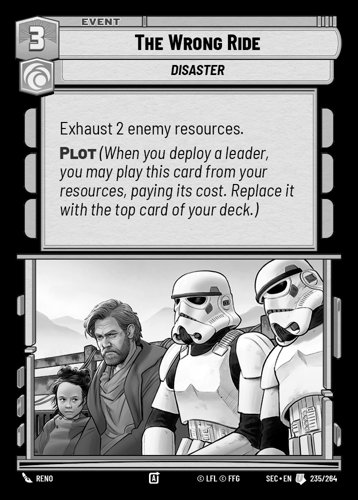 EVENT
3
THE WRONG RIDE
DISASTER
Exhaust 2 enemy resources.
PLOT (When you deploy a leader,
you may play this card from your
resources, paying its cost. Replace it
with the top card of your deck.)
RENO
A
© LFL © FFG
SEC•EN U 235/264